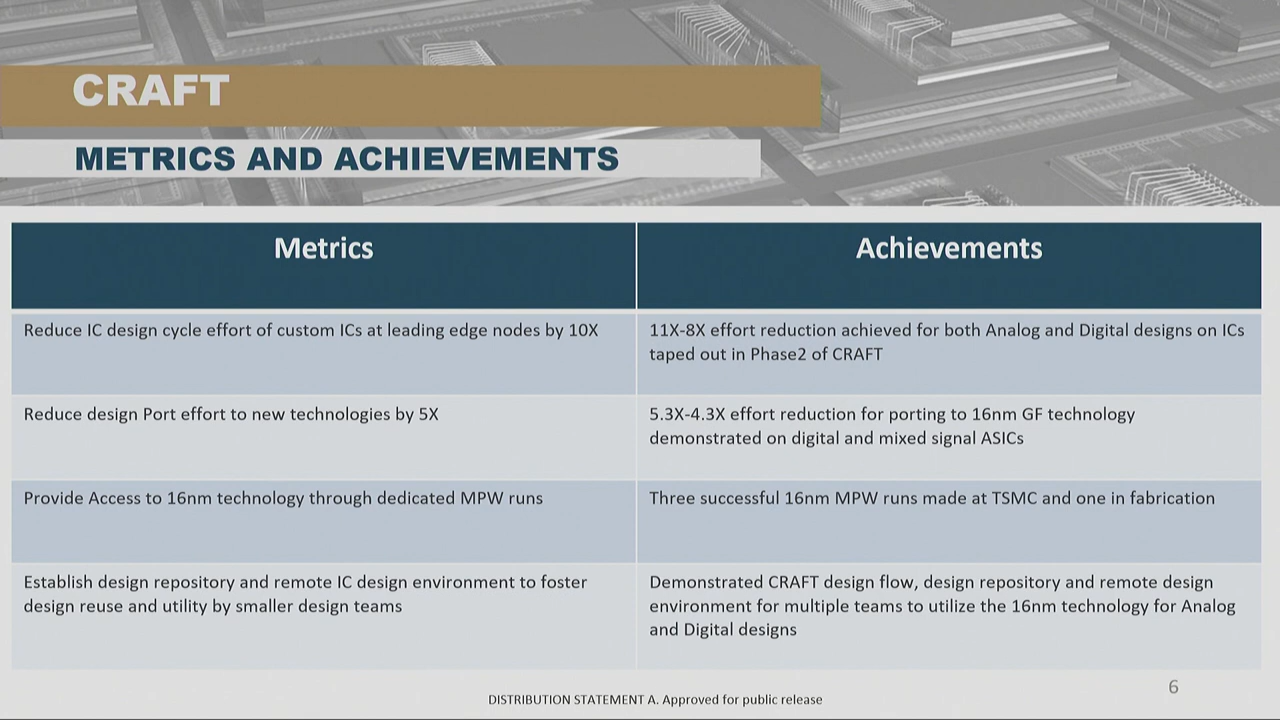 CRAFT
METRICS AND ACHIEVEMENTS
Metrics
Achievements
Reduce IC design cycle effort of custom ICs at leading edge nodes by 10X
11X-8X effort reduction achieved for both Analog and Digital designs on ICs
taped out in Phase2 of CRAFT
Reduce design Port effort to new technologies by 5X
5.3X-4.3X effort reduction for porting to 16nm GF technology
demonstrated on digital and mixed signal ASICs
Provide Access to 16nm technology through dedicated MPW runs
Three successful 16nm MPW runs made at TSMC and one in fabrication
Establish design repository and remote IC design environment to foster
design reuse and utility by smaller design teams
Demonstrated CRAFT design flow, design repository and remote design
environment for multiple teams to utilize the 16nm technology for Analog
and Digital designs
DISTRIBUTION STATEMENT A. Approved for public release
6